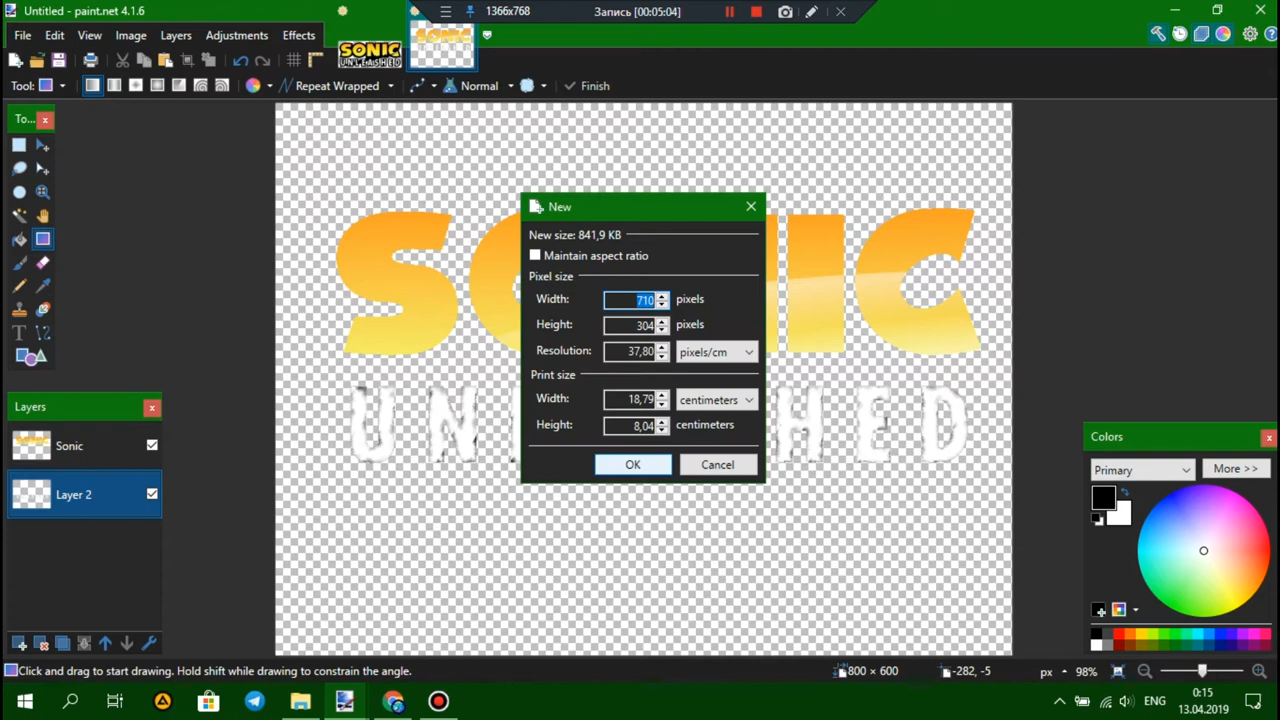 Untitled - paint.net 4.1.6
1366x768
Запись [00:05:04]
File Edit View Image Layers Adjustments Effects
SONIC
UNLEASHED
Tool:
Repeat Wrapped
Normal
Finish
To...
New
New size: 841,9 KB
Maintain aspect ratio
Pixel size
Width: 710 pixels
Height: 304 pixels
Resolution: 37,80 pixels/cm
Print size
Width: 18,79 centimeters
Height: 8,04 centimeters
OK Cancel
Layers
Sonic
Layer 2
Colors
Primary
More >>
Click and drag to start drawing. Hold shift while drawing to constrain the angle.
800 × 600
-282, -5
px
98%
ENG
0:15
13.04.2019